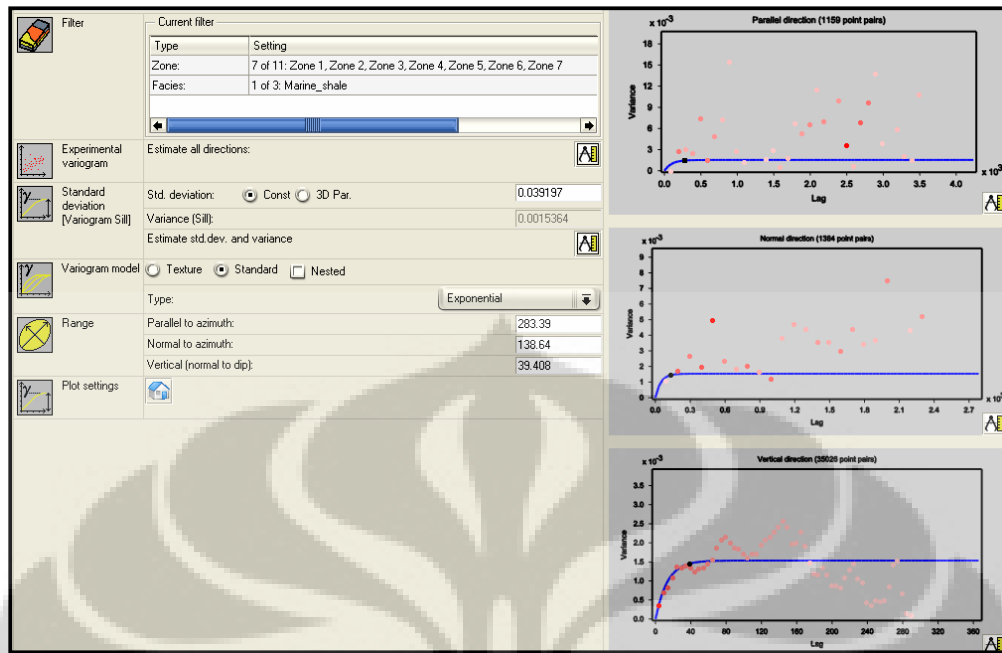 Filter
Current filter
Type Setting
Zone: 7 of 11: Zone 1, Zone 2, Zone 3, Zone 4, Zone 5, Zone 6, Zone 7
Facies: 1 of 3: Marine_shale
Experimental variogram
Estimate all directions:
Standard deviation [Variogram Sill]
Std. deviation: Const 3D Par. 0.039197
Variance (Sill): 0.0015364
Estimate std.dev. and variance
Variogram model
Texture Standard Nested
Type: Exponential
Range
Parallel to azimuth: 283.39
Normal to azimuth: 138.64
Vertical (normal to dip): 39.408
Plot settings
Parallel direction (1159 point pairs)
x 10⁻³
18
15
12
9
6
3
0
Variance
0.0 0.5 1.0 1.5 2.0 2.5 3.0 3.5 4.0
x 10³
Lag
Normal direction (1384 point pairs)
x 10⁻³
9
8
7
6
5
4
3
2
1
0
Variance
0.0 0.3 0.6 0.9 1.2 1.5 1.8 2.1 2.4 2.7
Lag
Vertical direction (35026 point pairs)
x 10⁻³
3.5
3.0
2.5
2.0
1.5
1.0
0.5
0.0
Variance
0 40 80 120 160 200 240 280 320 360
Lag